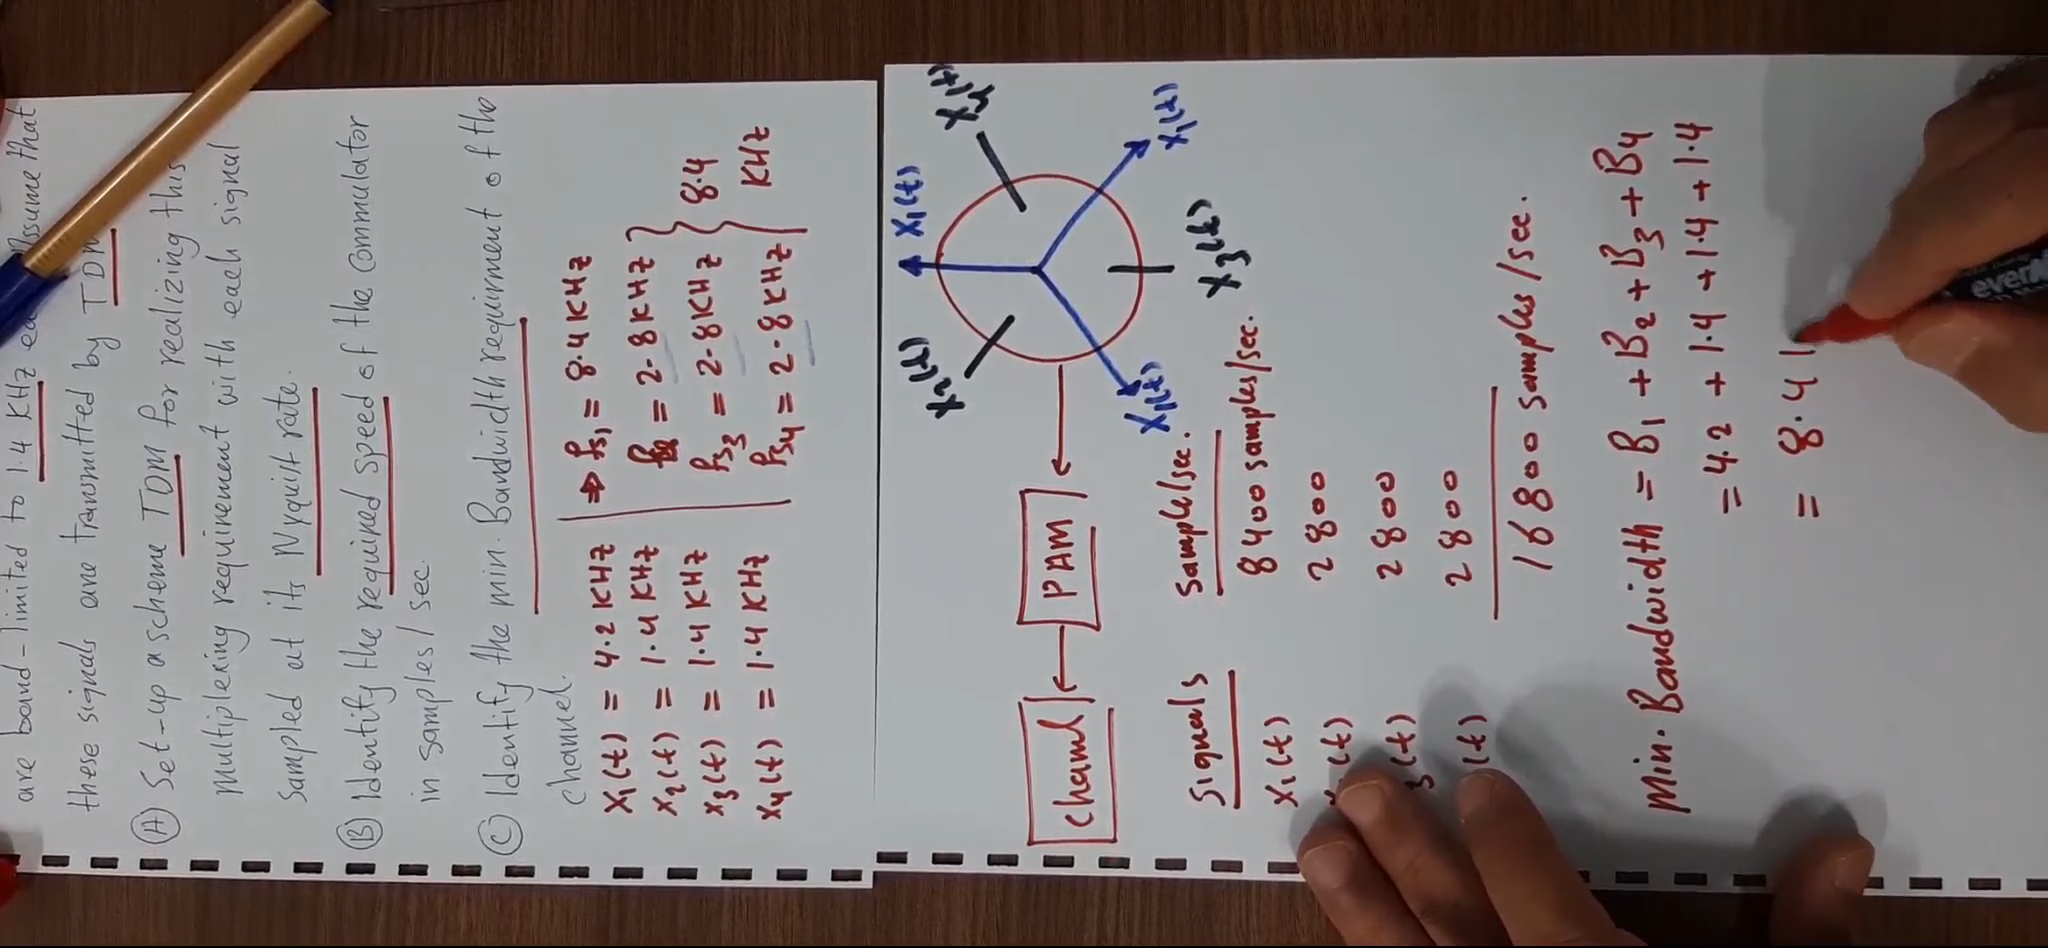 are band-limited to 1.4 KHz Assume that
these signals are transmitted by TDM
(A) Set-up a scheme TDM for realizing this
Multiplexing requirement with each signal
Sampled at its Nyquit rate.
(B) Identify the required speed of the Commulator
in samples/sec.
(C) Identify the min. Bandwidth requirement of the
channel.
x1(t) = 4.2 KHz ⇒ fs1 = 8.4 KHz
x2(t) = 1.4 KHz = 2.8 KHz
x3(t) = 1.4 KHz fs3 = 2.8 KHz
x4(t) = 1.4 KHz fs4 = 2.8 KHz
8.4
KHz
x1(t)
x4(t)
x1(t)
x3(t)
x1(t)
x2(t)
channel
PAM
Signals Sample/sec.
x1(t) 8400 samples/sec.
(t) 2800
3(t) 2800
(t) 2800
16800 samples/sec.
Min. Bandwidth = B1 + B2 + B3 + B4
= 4.2 + 1.4 + 1.4 + 1.4
= 8.4
ever